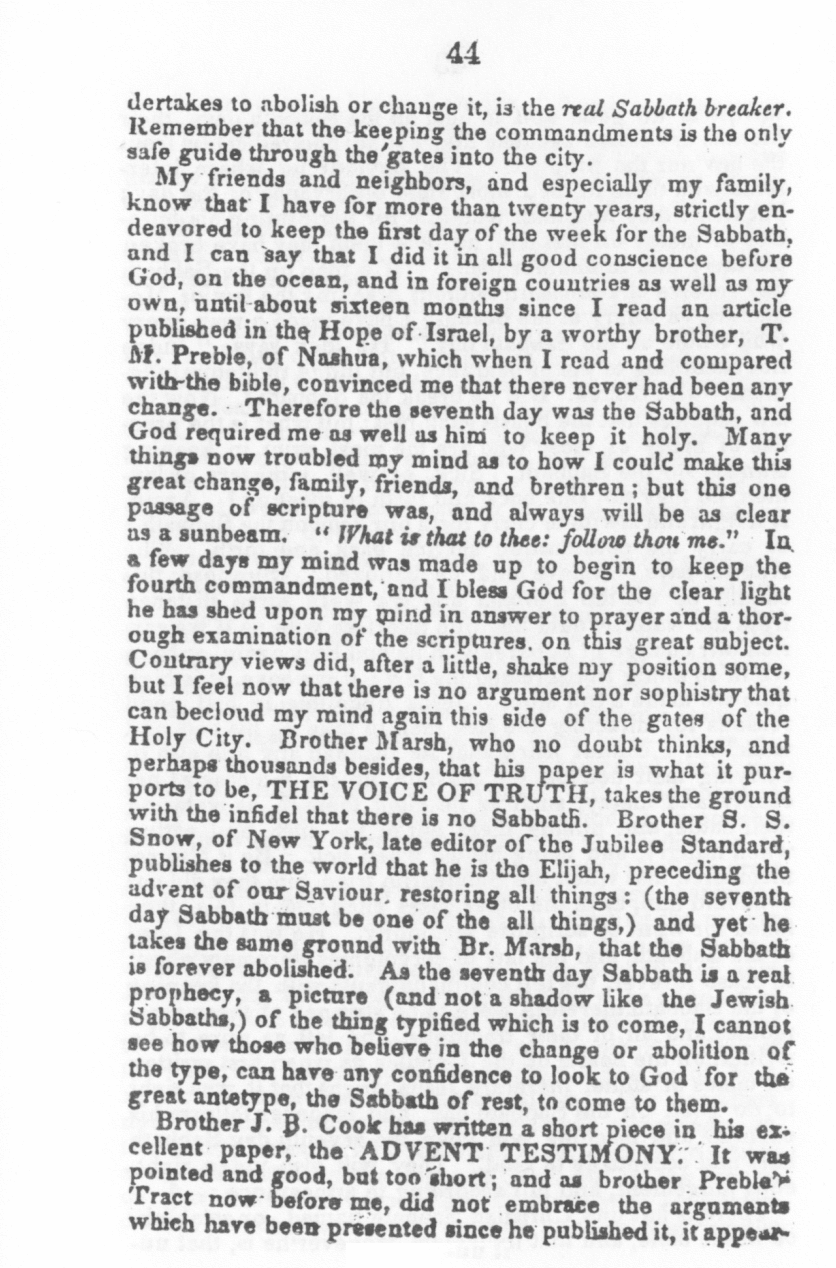 44
dertakes to abolish or change it, is the real Sabbath breaker.
Remember that the keeping the commandments is the only
safe guide through the gates into the city.
My friends and neighbors, and especially my family,
know that I have for more than twenty years, strictly en-
deavored to keep the first day of the week for the Sabbath,
and I can say that I did it in all good conscience before
God, on the ocean, and in foreign countries as well as my
own, until about sixteen months since I read an article
published in the Hope of Israel, by a worthy brother, T.
M. Preble, of Nashua, which when I read and compared
with the bible, convinced me that there never had been any
change. Therefore the seventh day was the Sabbath, and
God required me as well as him to keep it holy. Many
things now troubled my mind as to how I could make this
great change, family, friends, and brethren; but this one
passage of scripture was, and always will be as clear
as a sunbeam. "What is that to thee: follow thou me." In
a few days my mind was made up to begin to keep the
fourth commandment, and I bless God for the clear light
he has shed upon my mind in answer to prayer and a thor-
ough examination of the scriptures, on this great subject.
Contrary views did, after a little, shake my position some,
but I feel now that there is no argument nor sophistry that
can becloud my mind again this side of the gates of the
Holy City. Brother Marsh, who no doubt thinks, and
perhaps thousands besides, that his paper is what it pur-
ports to be, THE VOICE OF TRUTH, takes the ground
with the infidel that there is no Sabbath. Brother S. S.
Snow, of New York, late editor of the Jubilee Standard,
publishes to the world that he is the Elijah, preceding the
advent of our Saviour, restoring all things: (the seventh
day Sabbath must be one of the all things,) and yet he
takes the same ground with Br. Marsh, that the Sabbath
is forever abolished. As the seventh day Sabbath is a real
prophecy, a picture (and not a shadow like the Jewish
Sabbaths,) of the thing typified which is to come, I cannot
see how those who believe in the change or abolition of
the type, can have any confidence to look to God for the
great antetype, the Sabbath of rest, to come to them.
Brother J. B. Cook has written a short piece in his ex-
cellent paper, the ADVENT TESTIMONY. It was
pointed and good, but too short; and as brother Preble's
Tract now before me, did not embrace the arguments
which have been presented since he published it, it appear-